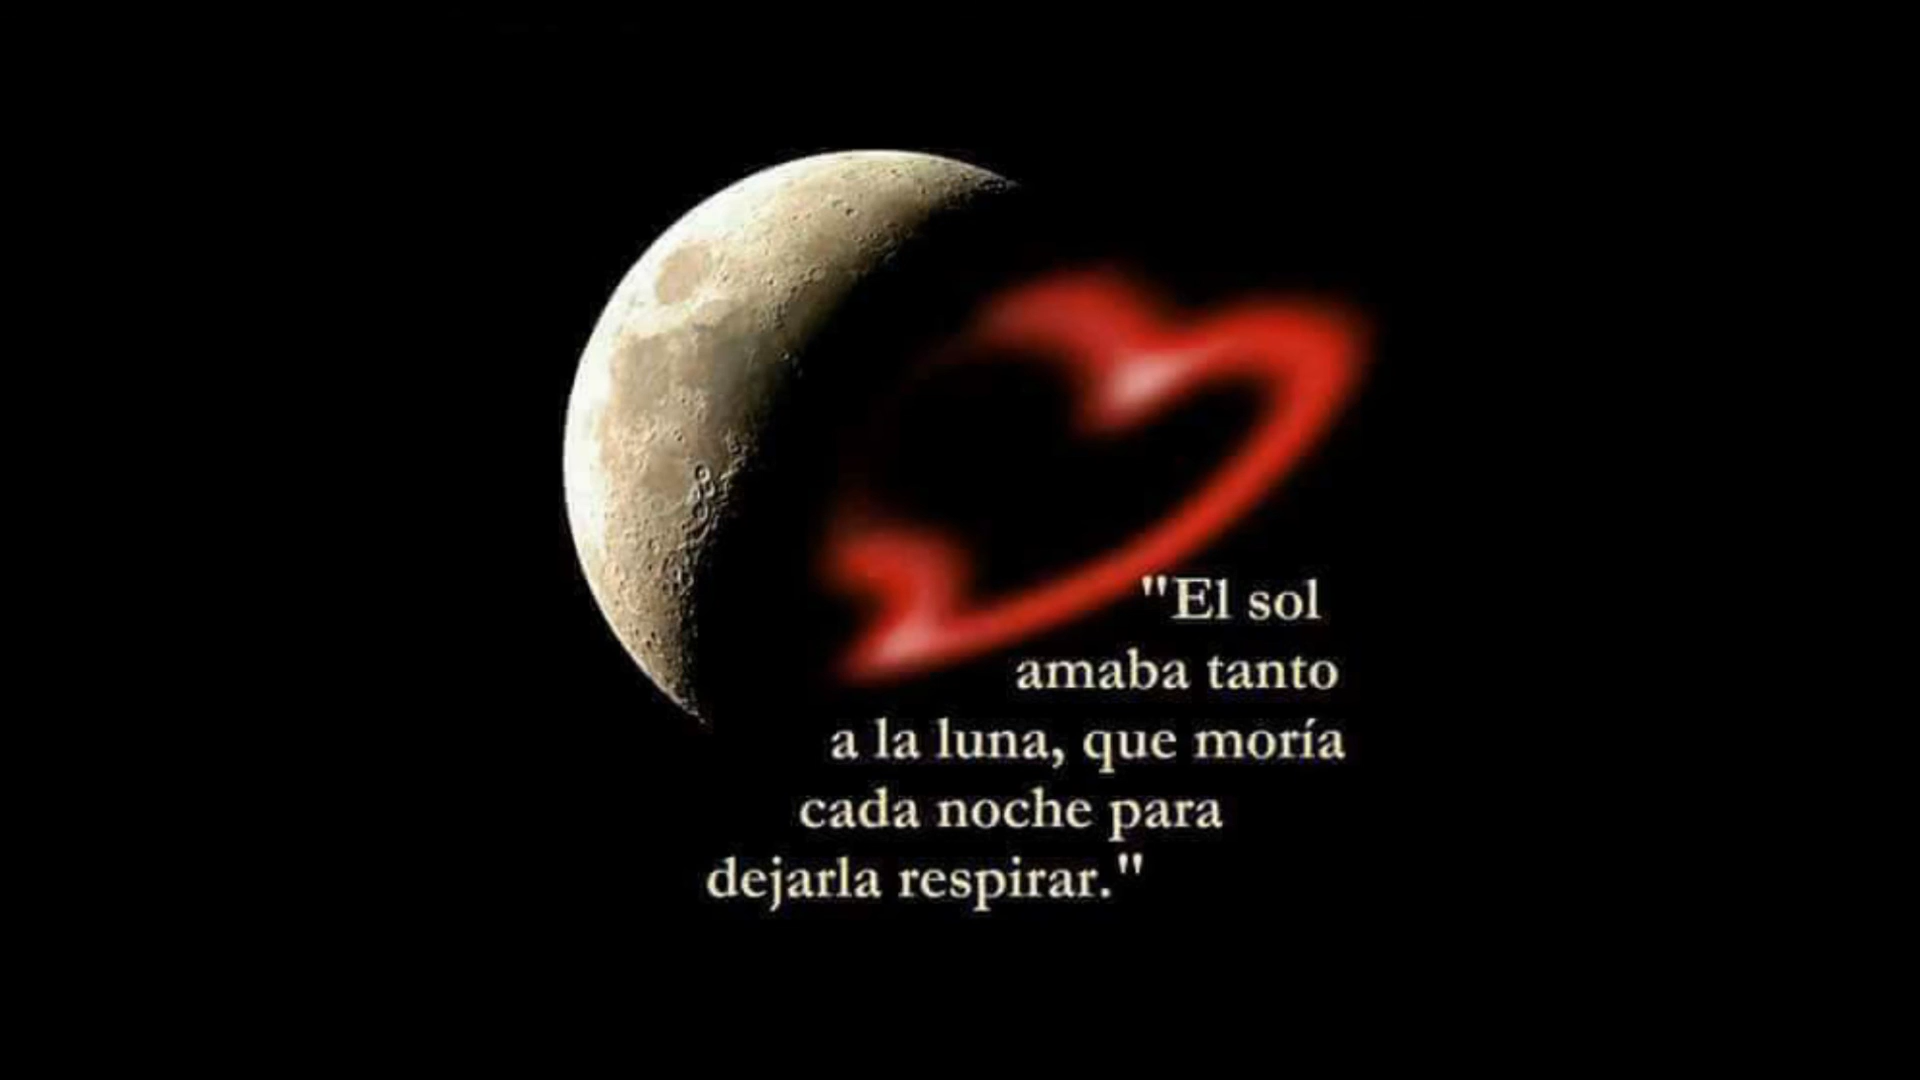 "El sol
amaba tanto
a la luna, que moría
cada noche para
dejarla respirar."